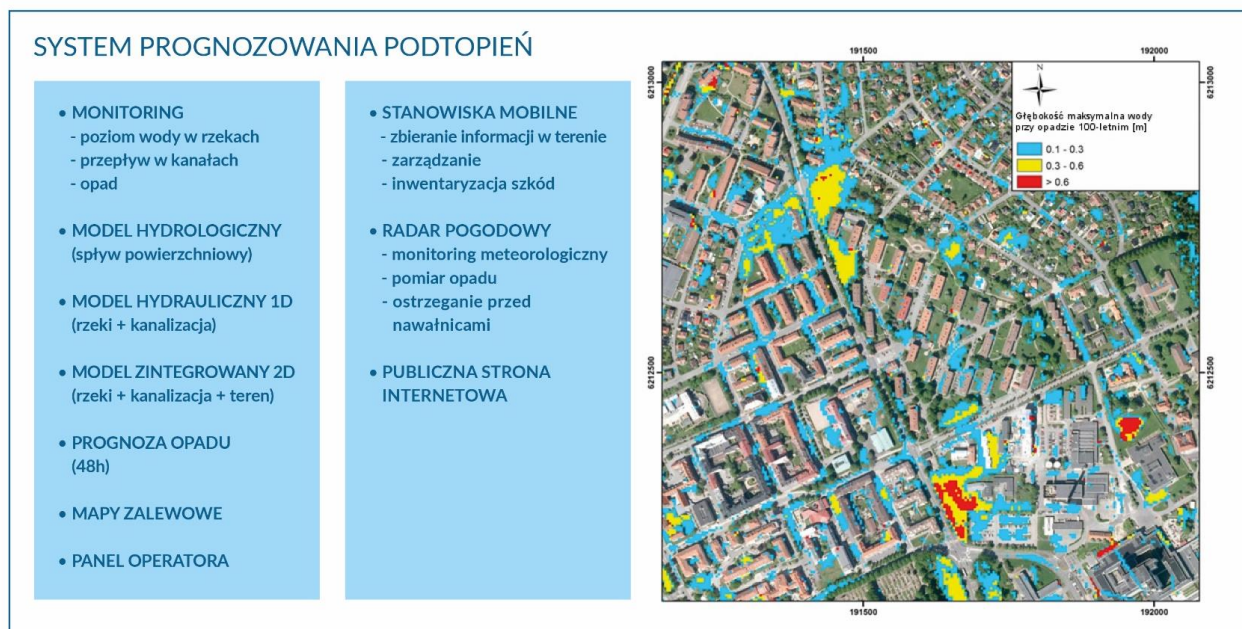 SYSTEM PROGNOZOWANIA PODTOPIEŃ
• MONITORING
- poziom wody w rzekach
- przepływ w kanałach
- opad
• MODEL HYDROLOGICZNY
(spływ powierzchniowy)
• MODEL HYDRAULICZNY 1D
(rzeki + kanalizacja)
• MODEL ZINTEGROWANY 2D
(rzeki + kanalizacja + teren)
• PROGNOZA OPADU
(48h)
• MAPY ZALEWOWE
• PANEL OPERATORA
• STANOWISKA MOBILNE
- zbieranie informacji w terenie
- zarządzanie
- inwentaryzacja szkód
• RADAR POGODOWY
- monitoring meteorologiczny
- pomiar opadu
- ostrzeganie przed
nawałnicami
• PUBLICZNA STRONA
INTERNETOWA
191500
192000
6213000
6213000
N
Głębokość maksymalna wody
przy opadzie 100-letnim [m]
0.1 - 0.3
0.3 - 0.6
> 0.6
6212500
6212500
191500
192000